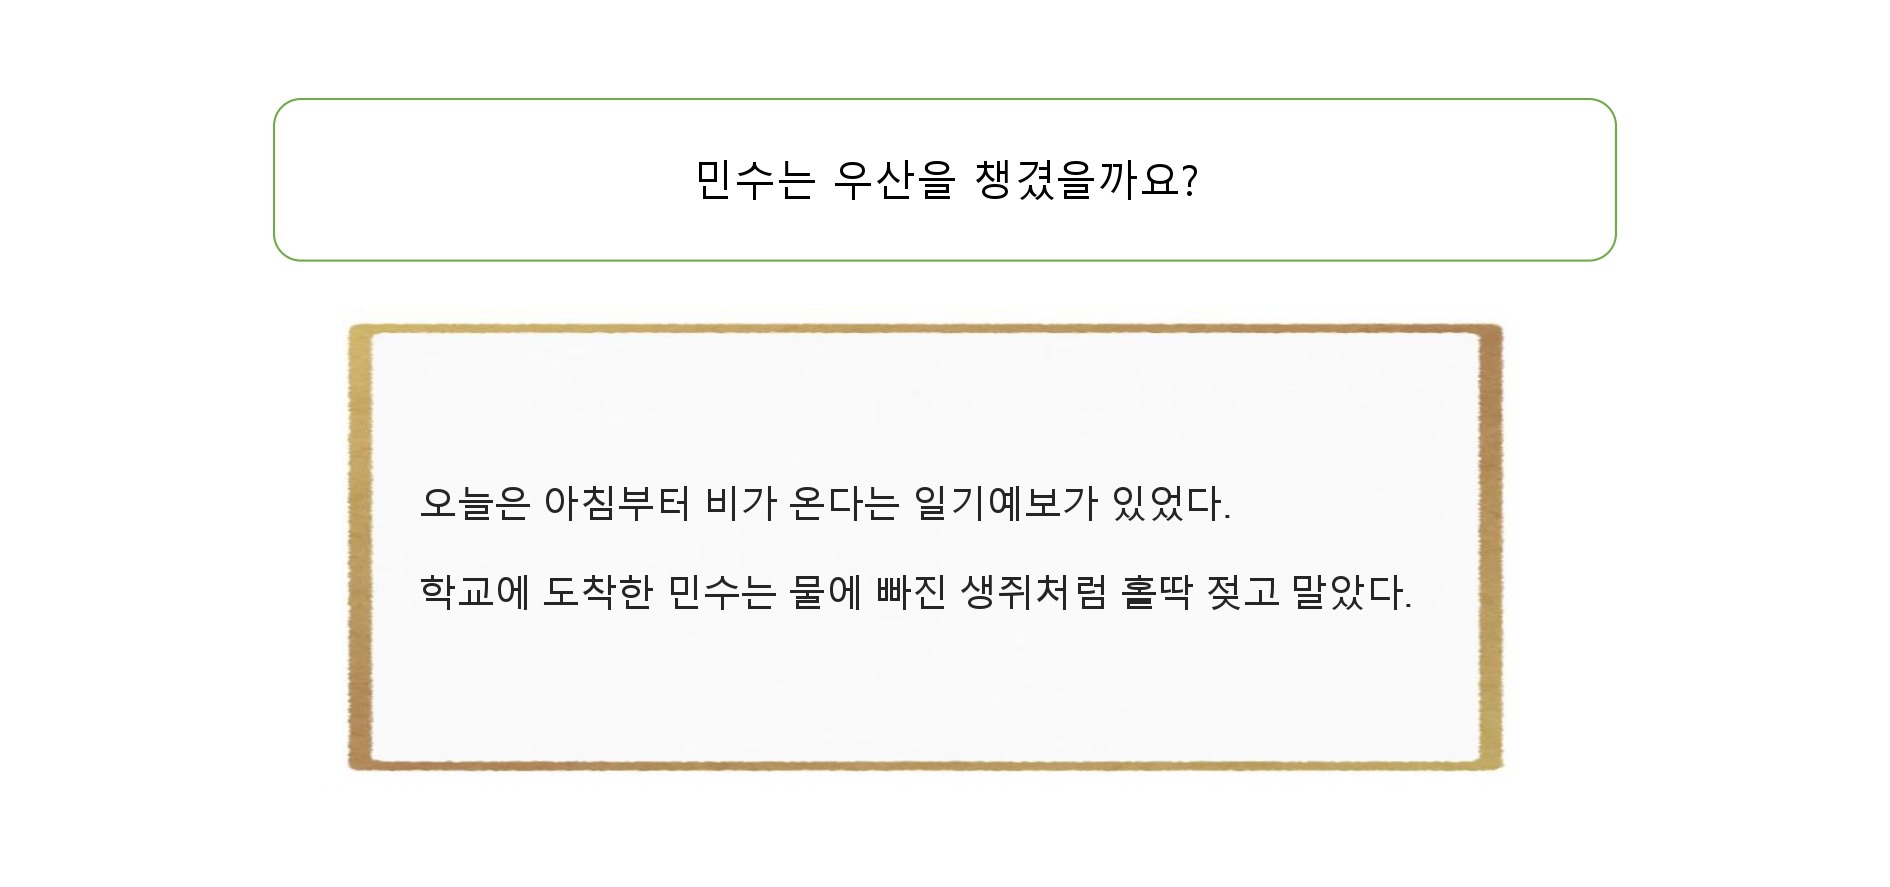 민수는 우산을 챙겼을까요?
오늘은 아침부터 비가 온다는 일기예보가 있었다.
학교에 도착한 민수는 물에 빠진 생쥐처럼 홀딱 젖고 말았다.